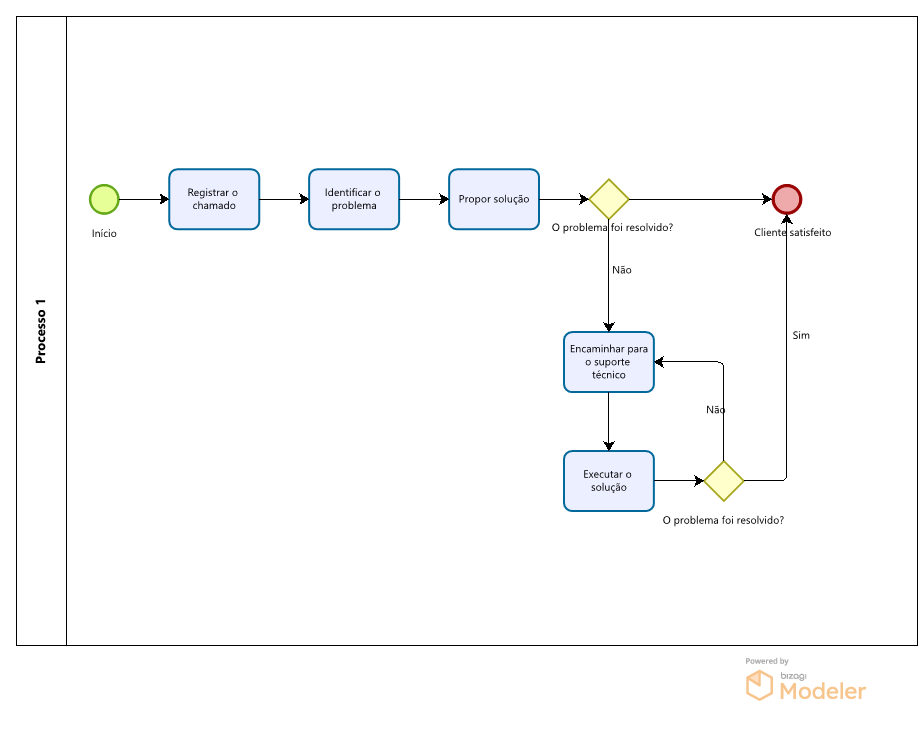 Processo 1
Início
Registrar o
chamado
Identificar o
problema
Propor solução
O problema foi resolvido?
Cliente satisfeito
Não
Sim
Encaminhar para
o suporte
técnico
Não
Executar o
solução
O problema foi resolvido?
Powered by
bizagi
Modeler